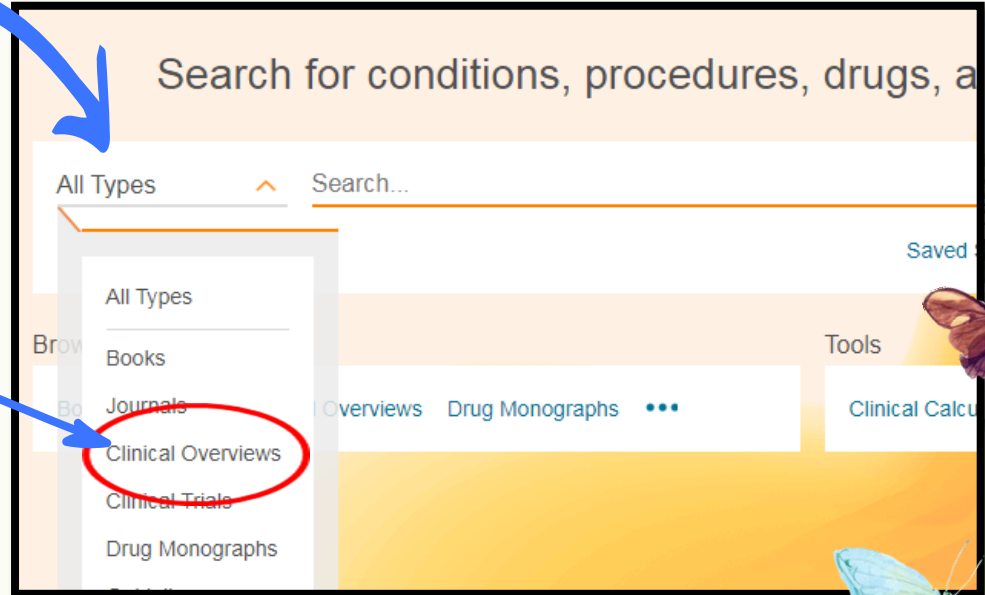 Search for conditions, procedures, drugs, a
All Types
Search...
Saved
All Types
Brow
Tools
Books
Journals
Overviews Drug Monographs •••
Clinical Calcu
Clinical Overviews
Clinical Trials
Drug Monographs